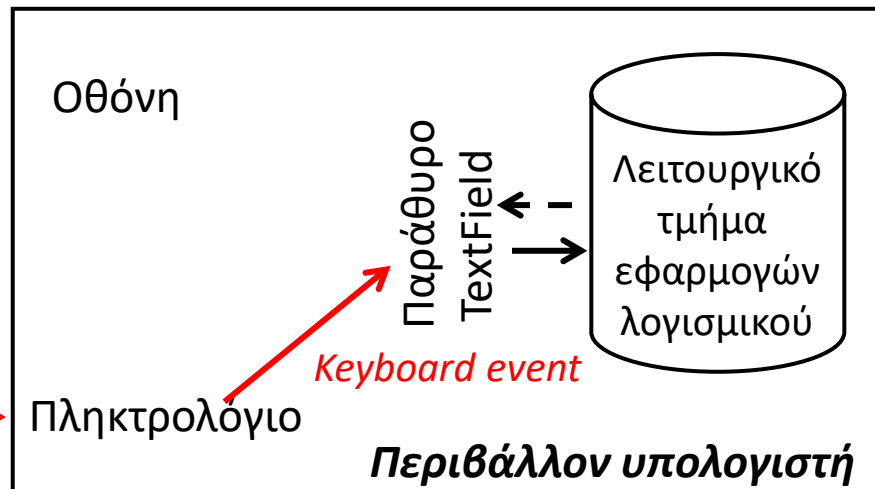 Οθόνη
Παράθυρο
TextField
Λειτουργικό
τμήμα
εφαρμογών
λογισμικού
Keyboard event
Πληκτρολόγιο
Περιβάλλον υπολογιστή